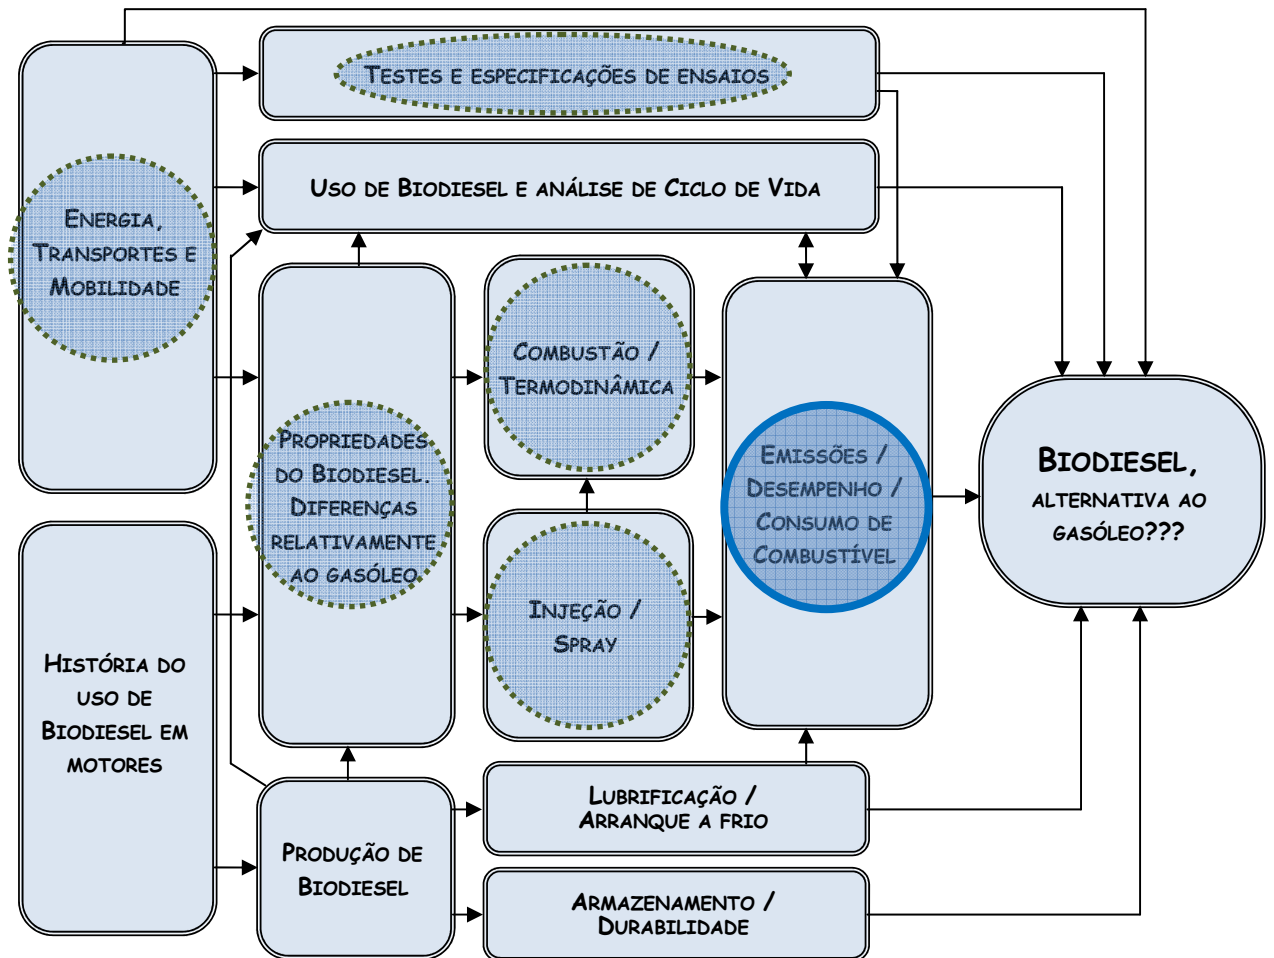 Testes e especificações de ensaios
Uso de Biodiesel e análise de Ciclo de Vida
Energia,
Transportes e
Mobilidade
Combustão /
Termodinâmica
Propriedades
do Biodiesel.
Diferenças
relativamente
ao gasóleo
Emissões /
Desempenho /
Consumo de
Combustível
Biodiesel,
alternativa ao
gasóleo???
Injeção /
Spray
História do
uso de
Biodiesel em
motores
Lubrificação /
Arranque a frio
Produção de
Biodiesel
Armazenamento /
Durabilidade